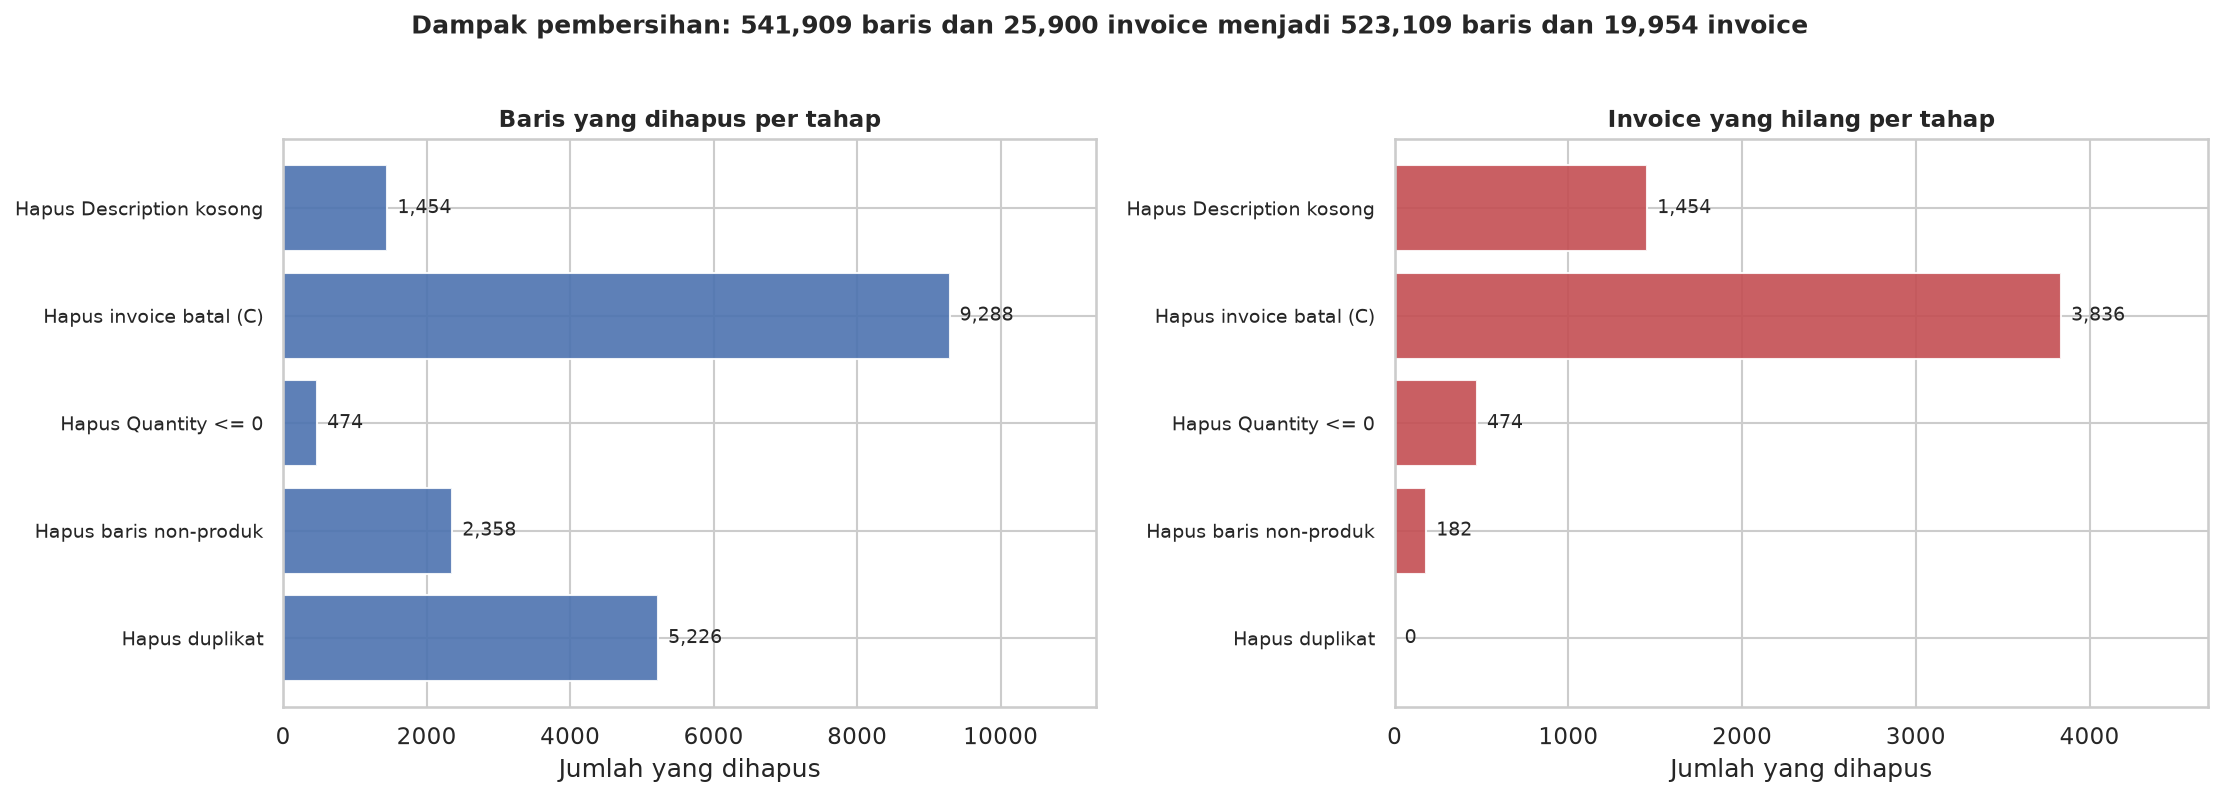 Dampak pembersihan: 541,909 baris dan 25,900 invoice menjadi 523,109 baris dan 19,954 invoice
Baris yang dihapus per tahap
Hapus Description kosong
1,454
Hapus invoice batal (C)
9,288
Hapus Quantity <= 0
474
Hapus baris non-produk
2,358
Hapus duplikat
5,226
0
2000
4000
6000
8000
10000
Jumlah yang dihapus
Invoice yang hilang per tahap
Hapus Description kosong
1,454
Hapus invoice batal (C)
3,836
Hapus Quantity <= 0
474
Hapus baris non-produk
182
Hapus duplikat
0
0
1000
2000
3000
4000
Jumlah yang dihapus